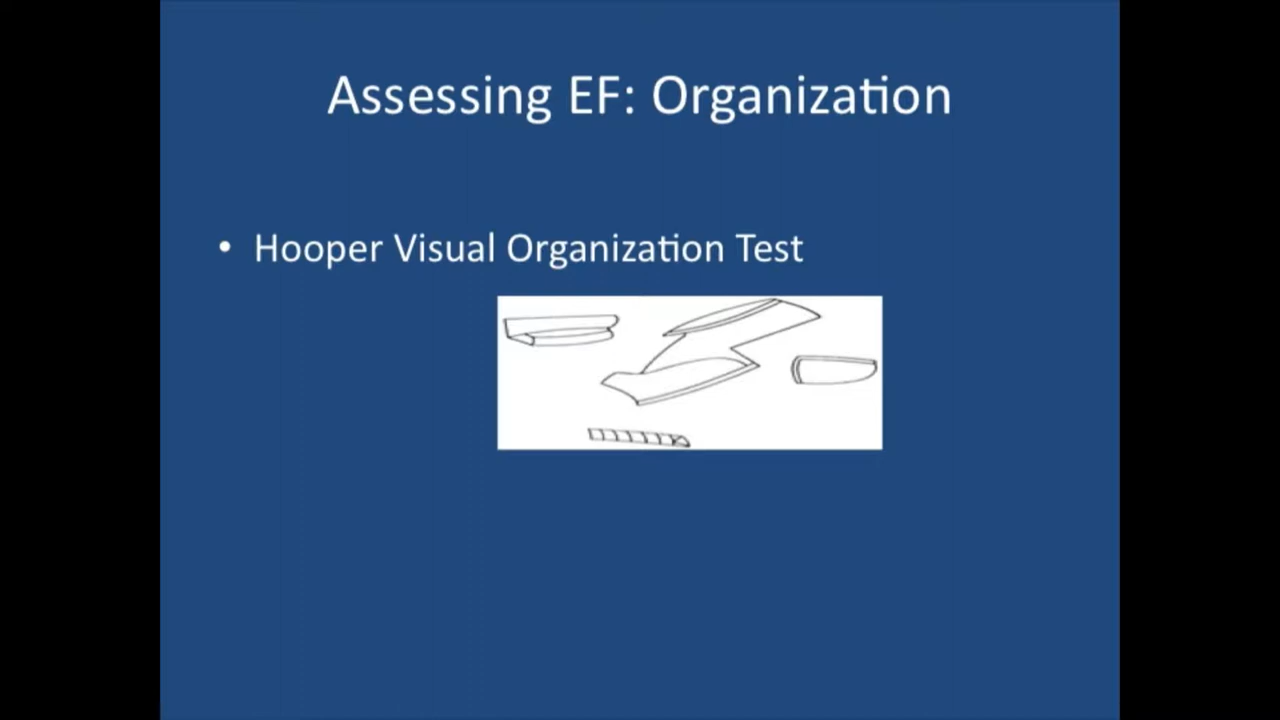 Assessing EF: Organization
• Hooper Visual Organization Test